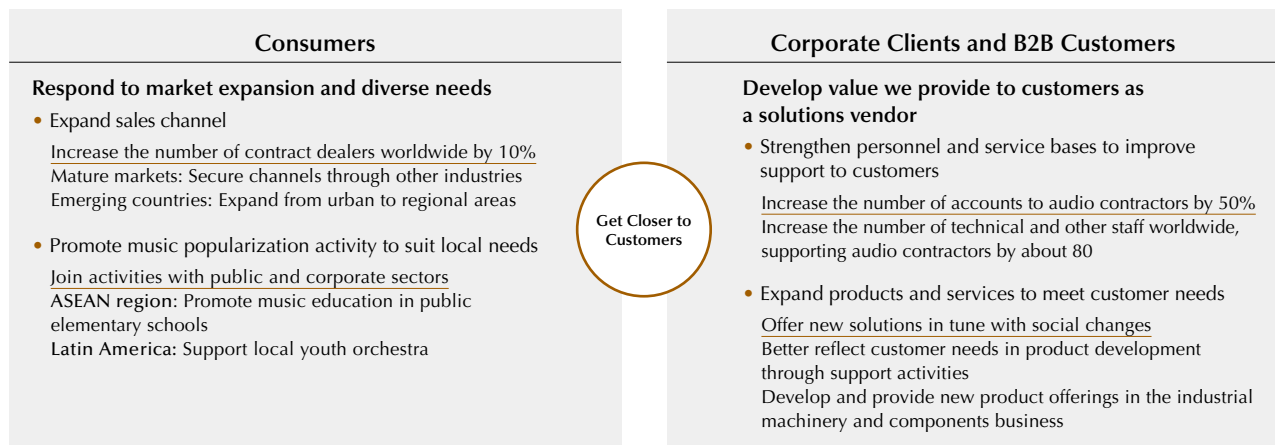 Consumers
Respond to market expansion and diverse needs
• Expand sales channel
Increase the number of contract dealers worldwide by 10%
Mature markets: Secure channels through other industries
Emerging countries: Expand from urban to regional areas
• Promote music popularization activity to suit local needs
Join activities with public and corporate sectors
ASEAN region: Promote music education in public
elementary schools
Latin America: Support local youth orchestra
Get Closer to
Customers
Corporate Clients and B2B Customers
Develop value we provide to customers as
a solutions vendor
• Strengthen personnel and service bases to improve
support to customers
Increase the number of accounts to audio contractors by 50%
Increase the number of technical and other staff worldwide,
supporting audio contractors by about 80
• Expand products and services to meet customer needs
Offer new solutions in tune with social changes
Better reflect customer needs in product development
through support activities
Develop and provide new product offerings in the industrial
machinery and components business